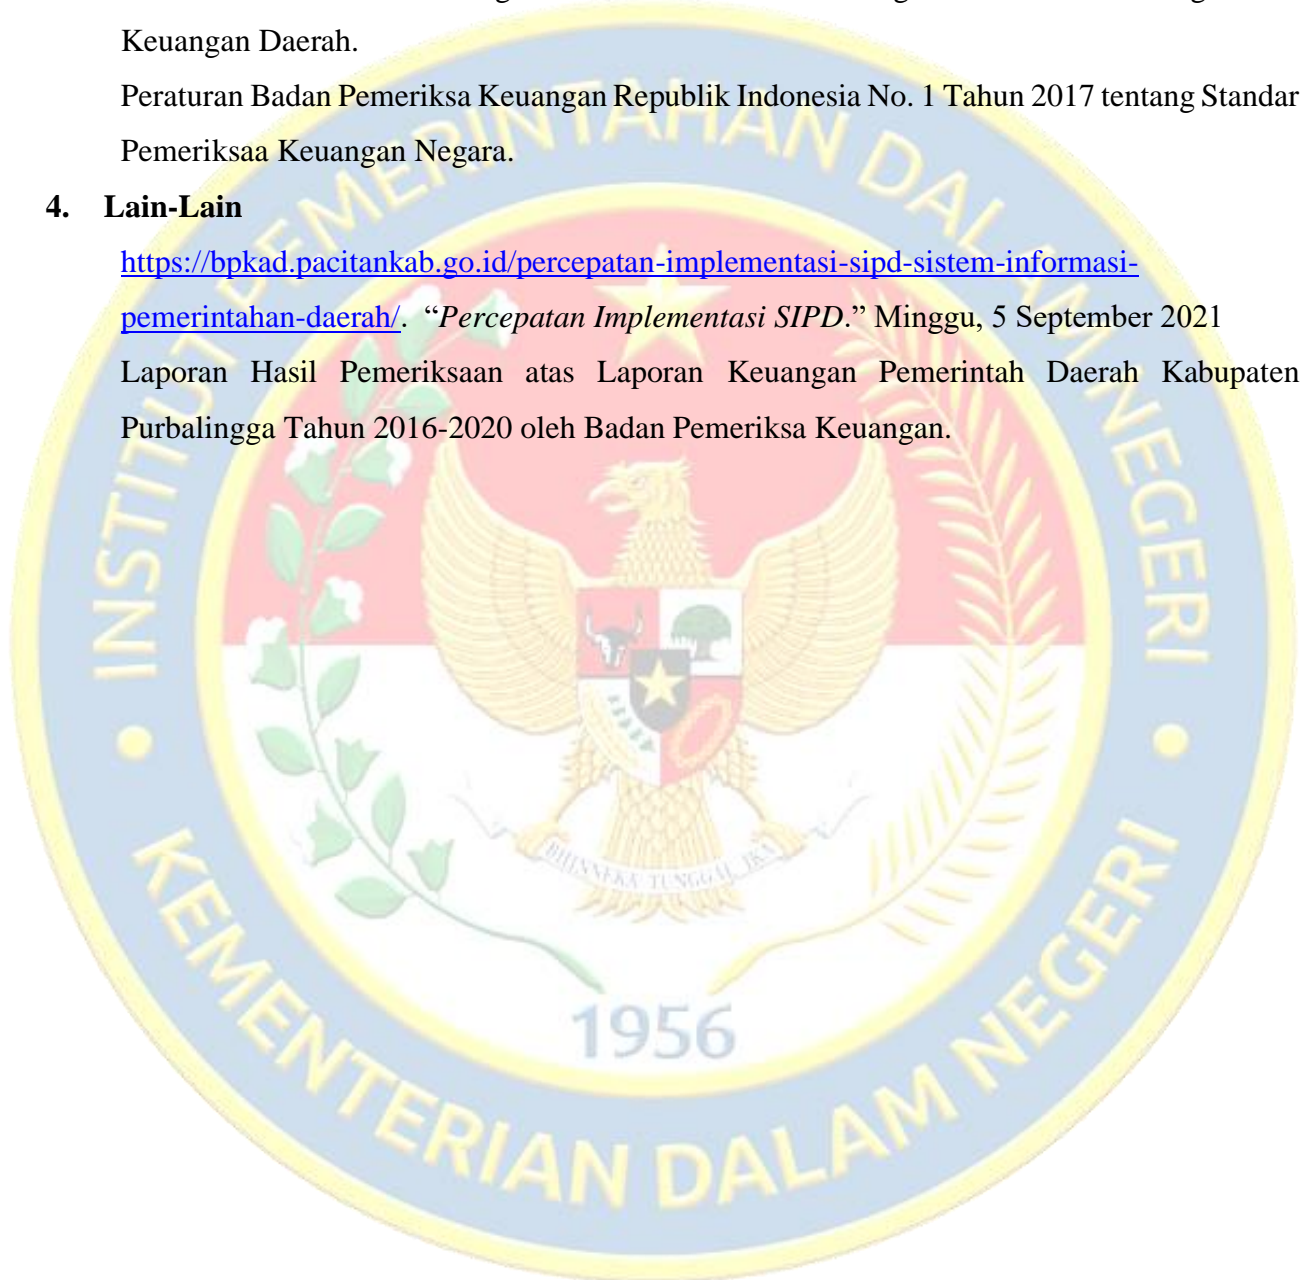 Keuangan Daerah.
Peraturan Badan Pemeriksa Keuangan Republik Indonesia No. 1 Tahun 2017 tentang Standar
Pemeriksaa Keuangan Negara.
4. Lain-Lain
https://bpkad.pacitankab.go.id/percepatan-implementasi-sipd-sistem-informasi-
pemerintahan-daerah/. “Percepatan Implementasi SIPD.” Minggu, 5 September 2021
Laporan Hasil Pemeriksaan atas Laporan Keuangan Pemerintah Daerah Kabupaten
Purbalingga Tahun 2016-2020 oleh Badan Pemeriksa Keuangan.
INSTITUT PEMERINTAHAN DALAM NEGERI
BHINNEKA TUNGGAL IKA
1956
KEMENTERIAN DALAM NEGERI